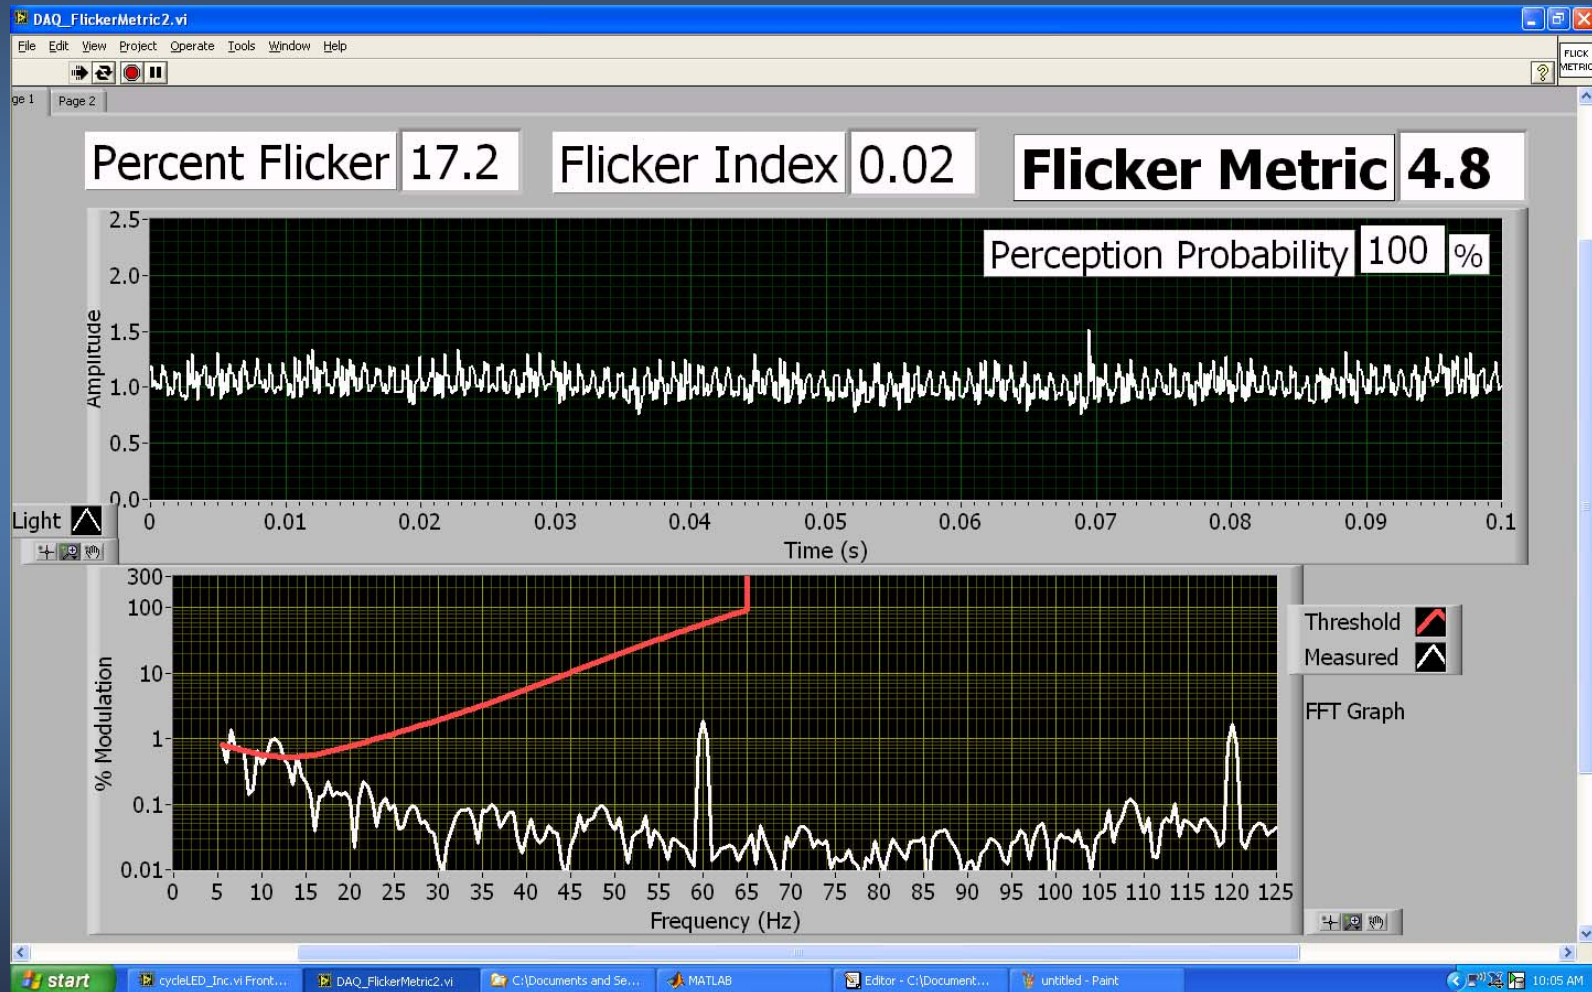 DAQ_FlickerMetric2.vi
File Edit View Project Operate Tools Window Help
FLICK
METRIC
ge 1 Page 2
Percent Flicker 17.2 Flicker Index 0.02 Flicker Metric 4.8
Perception Probability 100 %
2.5
2.0
1.5
1.0
0.5
0.0
Amplitude
0 0.01 0.02 0.03 0.04 0.05 0.06 0.07 0.08 0.09 0.1
Time (s)
Light
300
100
10
1
0.1
0.01
% Modulation
0 5 10 15 20 25 30 35 40 45 50 55 60 65 70 75 80 85 90 95 100 105 110 115 120 125
Frequency (Hz)
Threshold
Measured
FFT Graph
start cycleLED_Inc.vi Front... DAQ_FlickerMetric2.vi C:\Documents and Se... MATLAB Editor - C:\Document... untitled - Paint 10:05 AM